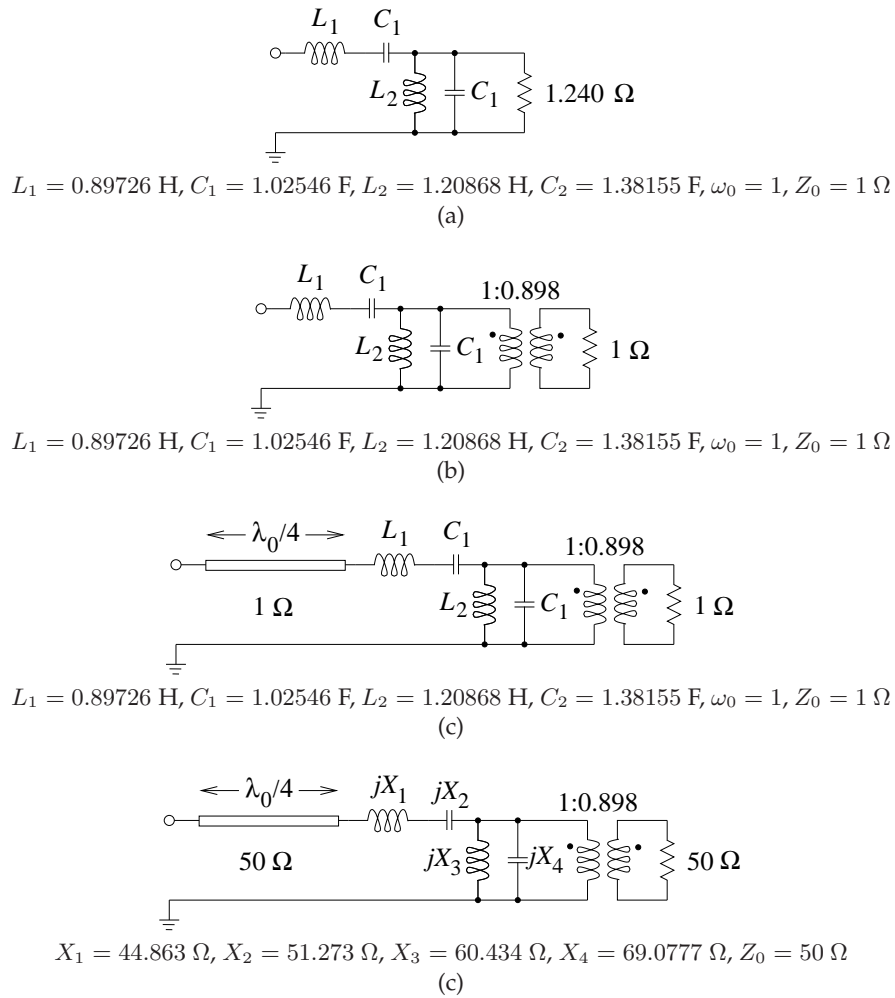 L1 C1
L2 C1 1.240 Ω
L1 = 0.89726 H, C1 = 1.02546 F, L2 = 1.20868 H, C2 = 1.38155 F, ω0 = 1, Z0 = 1 Ω
(a)
L1 C1 1:0.898
L2 C1 1 Ω
L1 = 0.89726 H, C1 = 1.02546 F, L2 = 1.20868 H, C2 = 1.38155 F, ω0 = 1, Z0 = 1 Ω
(b)
λ0/4 L1 C1 1:0.898
1 Ω L2 C1 1 Ω
L1 = 0.89726 H, C1 = 1.02546 F, L2 = 1.20868 H, C2 = 1.38155 F, ω0 = 1, Z0 = 1 Ω
(c)
λ0/4 jX1 jX2 1:0.898
50 Ω jX3 jX4 50 Ω
X1 = 44.863 Ω, X2 = 51.273 Ω, X3 = 60.434 Ω, X4 = 69.0777 Ω, Z0 = 50 Ω
(c)